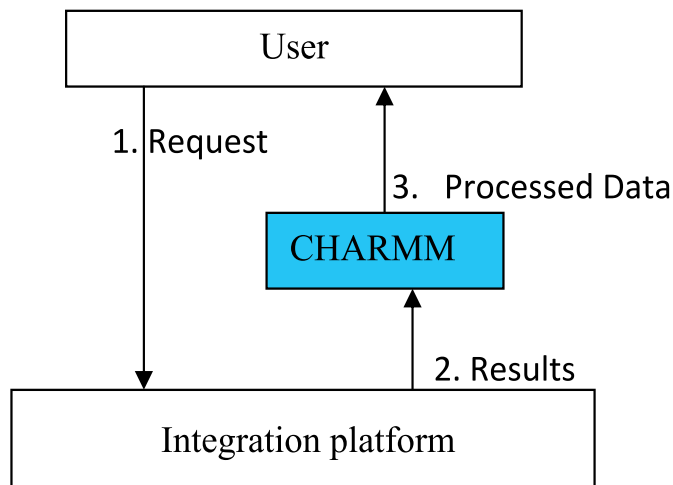 User
1. Request
3. Processed Data
CHARMM
2. Results
Integration platform